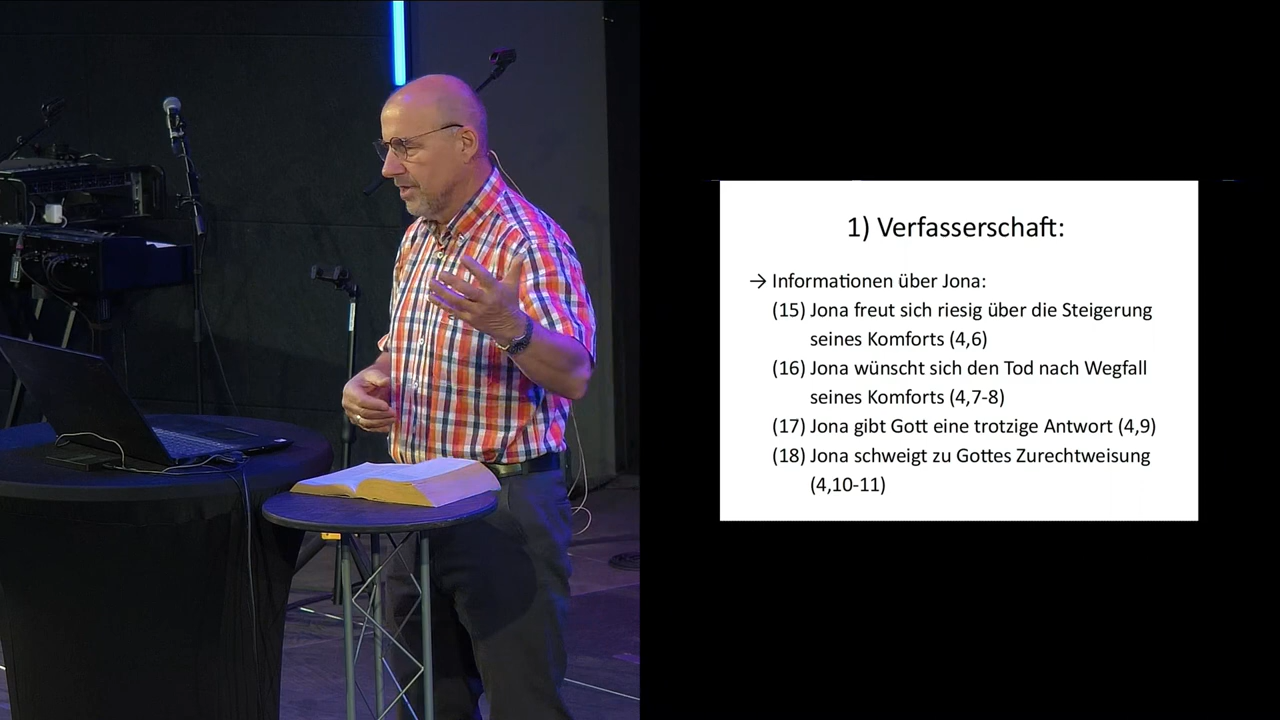 1) Verfasserschaft:
→ Informationen über Jona:
(15) Jona freut sich riesig über die Steigerung
seines Komforts (4,6)
(16) Jona wünscht sich den Tod nach Wegfall
seines Komforts (4,7-8)
(17) Jona gibt Gott eine trotzige Antwort (4,9)
(18) Jona schweigt zu Gottes Zurechtweisung
(4,10-11)